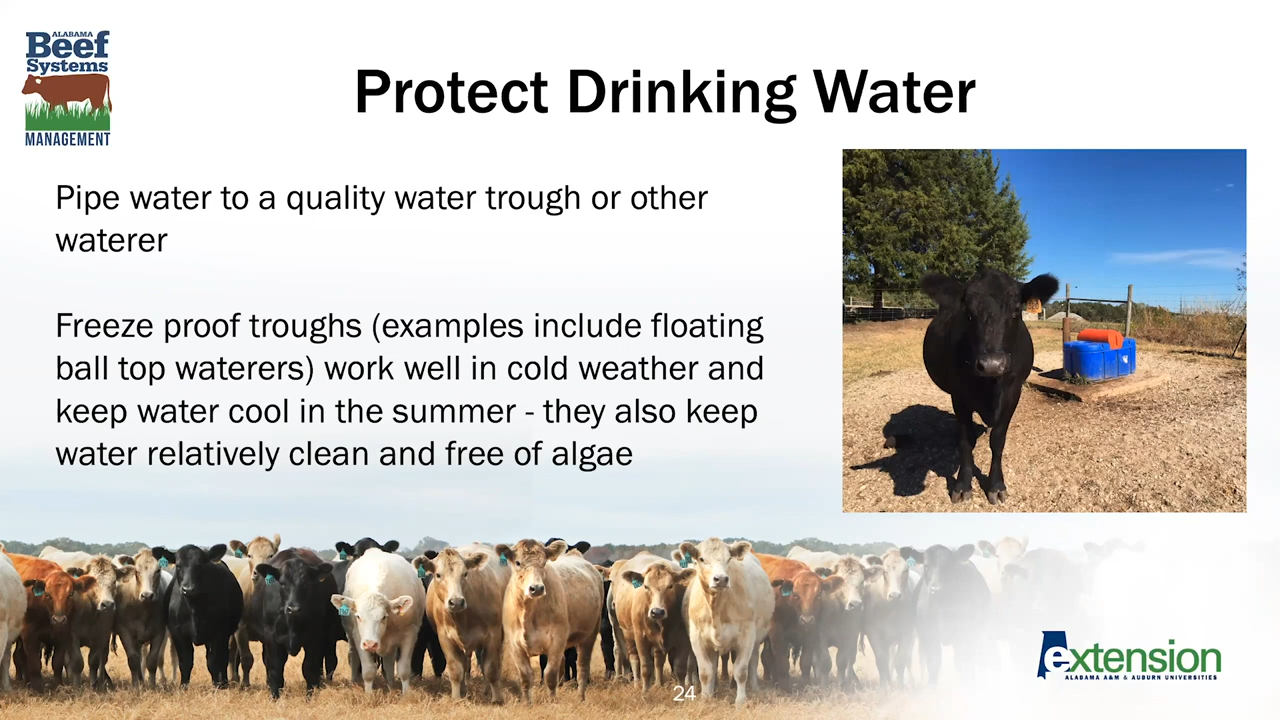 ALABAMA
Beef
Systems
MANAGEMENT
Protect Drinking Water
Pipe water to a quality water trough or other
waterer
Freeze proof troughs (examples include floating
ball top waterers) work well in cold weather and
keep water cool in the summer - they also keep
water relatively clean and free of algae
24
extension
ALABAMA A&M & AUBURN UNIVERSITIES